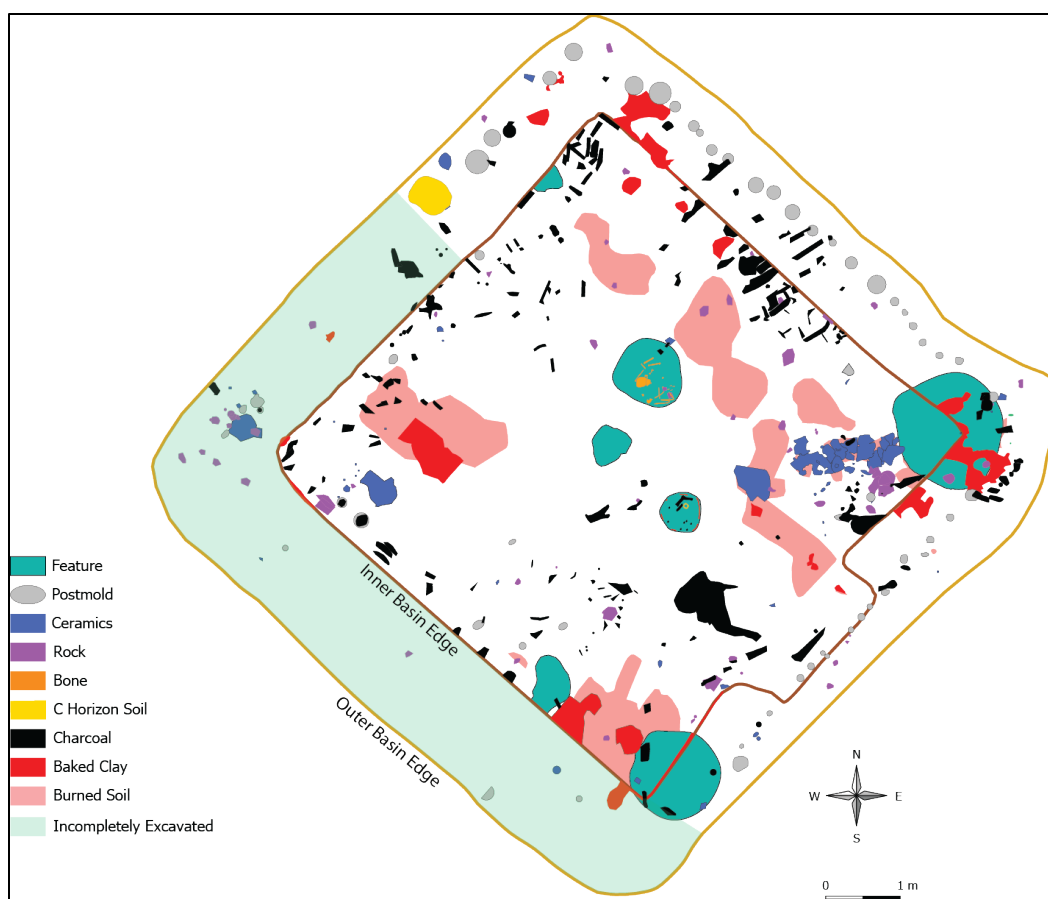 Feature
Postmold
Ceramics
Rock
Bone
C Horizon Soil
Charcoal
Baked Clay
Burned Soil
Incompletely Excavated
Inner Basin Edge
Outer Basin Edge
N
W E
S
0 1 m